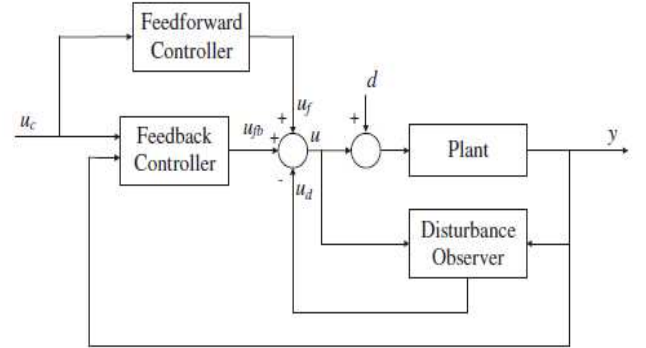 Feedforward
Controller
d
u_c
u_f
+
+
Feedback
Controller
u_fb
+
u
Plant
y
-
u_d
Disturbance
Observer